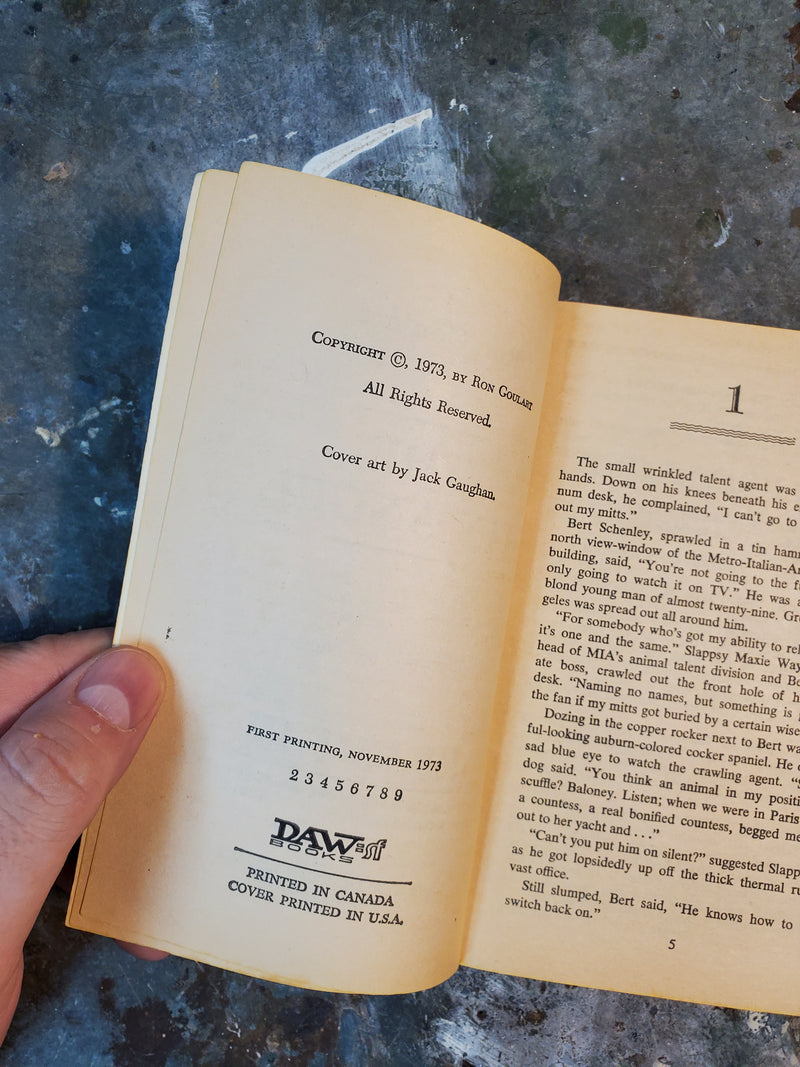 COPYRIGHT ©, 1973, BY RON GOULART
All Rights Reserved.
Cover art by Jack Gaughan.
FIRST PRINTING, NOVEMBER 1973
2 3 4 5 6 7 8 9
DAW=sf
BOOKS
PRINTED IN CANADA
COVER PRINTED IN U.S.A.
1
The small wrinkled talent agent was
hands. Down on his knees beneath his
num desk, he complained, “I can’t go to
out my mitts.”
Bert Schenley, sprawled in a tin
north view-window of the Metro-Italian-
building, said, “You’re not going to the
only going to watch it on TV.” He was
blond young man of almost twenty-nine.
geles was spread out all around him.
“For somebody who’s got my ability to
it’s one and the same.” Slappsy Maxie
head of MIA’s animal talent division and
ate boss, crawled out the front hole of
desk. “Naming no names, but something is
the fan if my mitts got buried by a certain
Dozing in the copper rocker next to Bert
ful-looking auburn-colored cocker spaniel. He
sad blue eye to watch the crawling agent.
dog said. “You think an animal in my
scuffle? Baloney. Listen; when we were in Paris
a countess, a real bonified countess, begged
out to her yacht and . . .”
“Can’t you put him on silent?” suggested
as he got lopsidedly up off the thick thermal
vast office.
Still slumped, Bert said, “He knows how to
switch back on.”
5